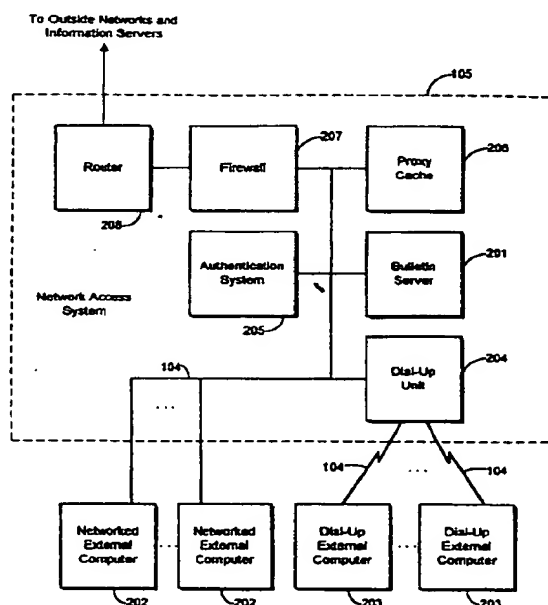 To Outside Networks and
Information Servers
105
207
206
Router
Firewall
Proxy
Cache
208
291
Authentication
System
Bulletin
Server
Network Access
System
205
204
104
Dial-Up
Unit
...
104
...
104
Networked
External
Computer
...
Networked
External
Computer
Dial-Up
External
Computer
...
Dial-Up
External
Computer
202
202
203
203